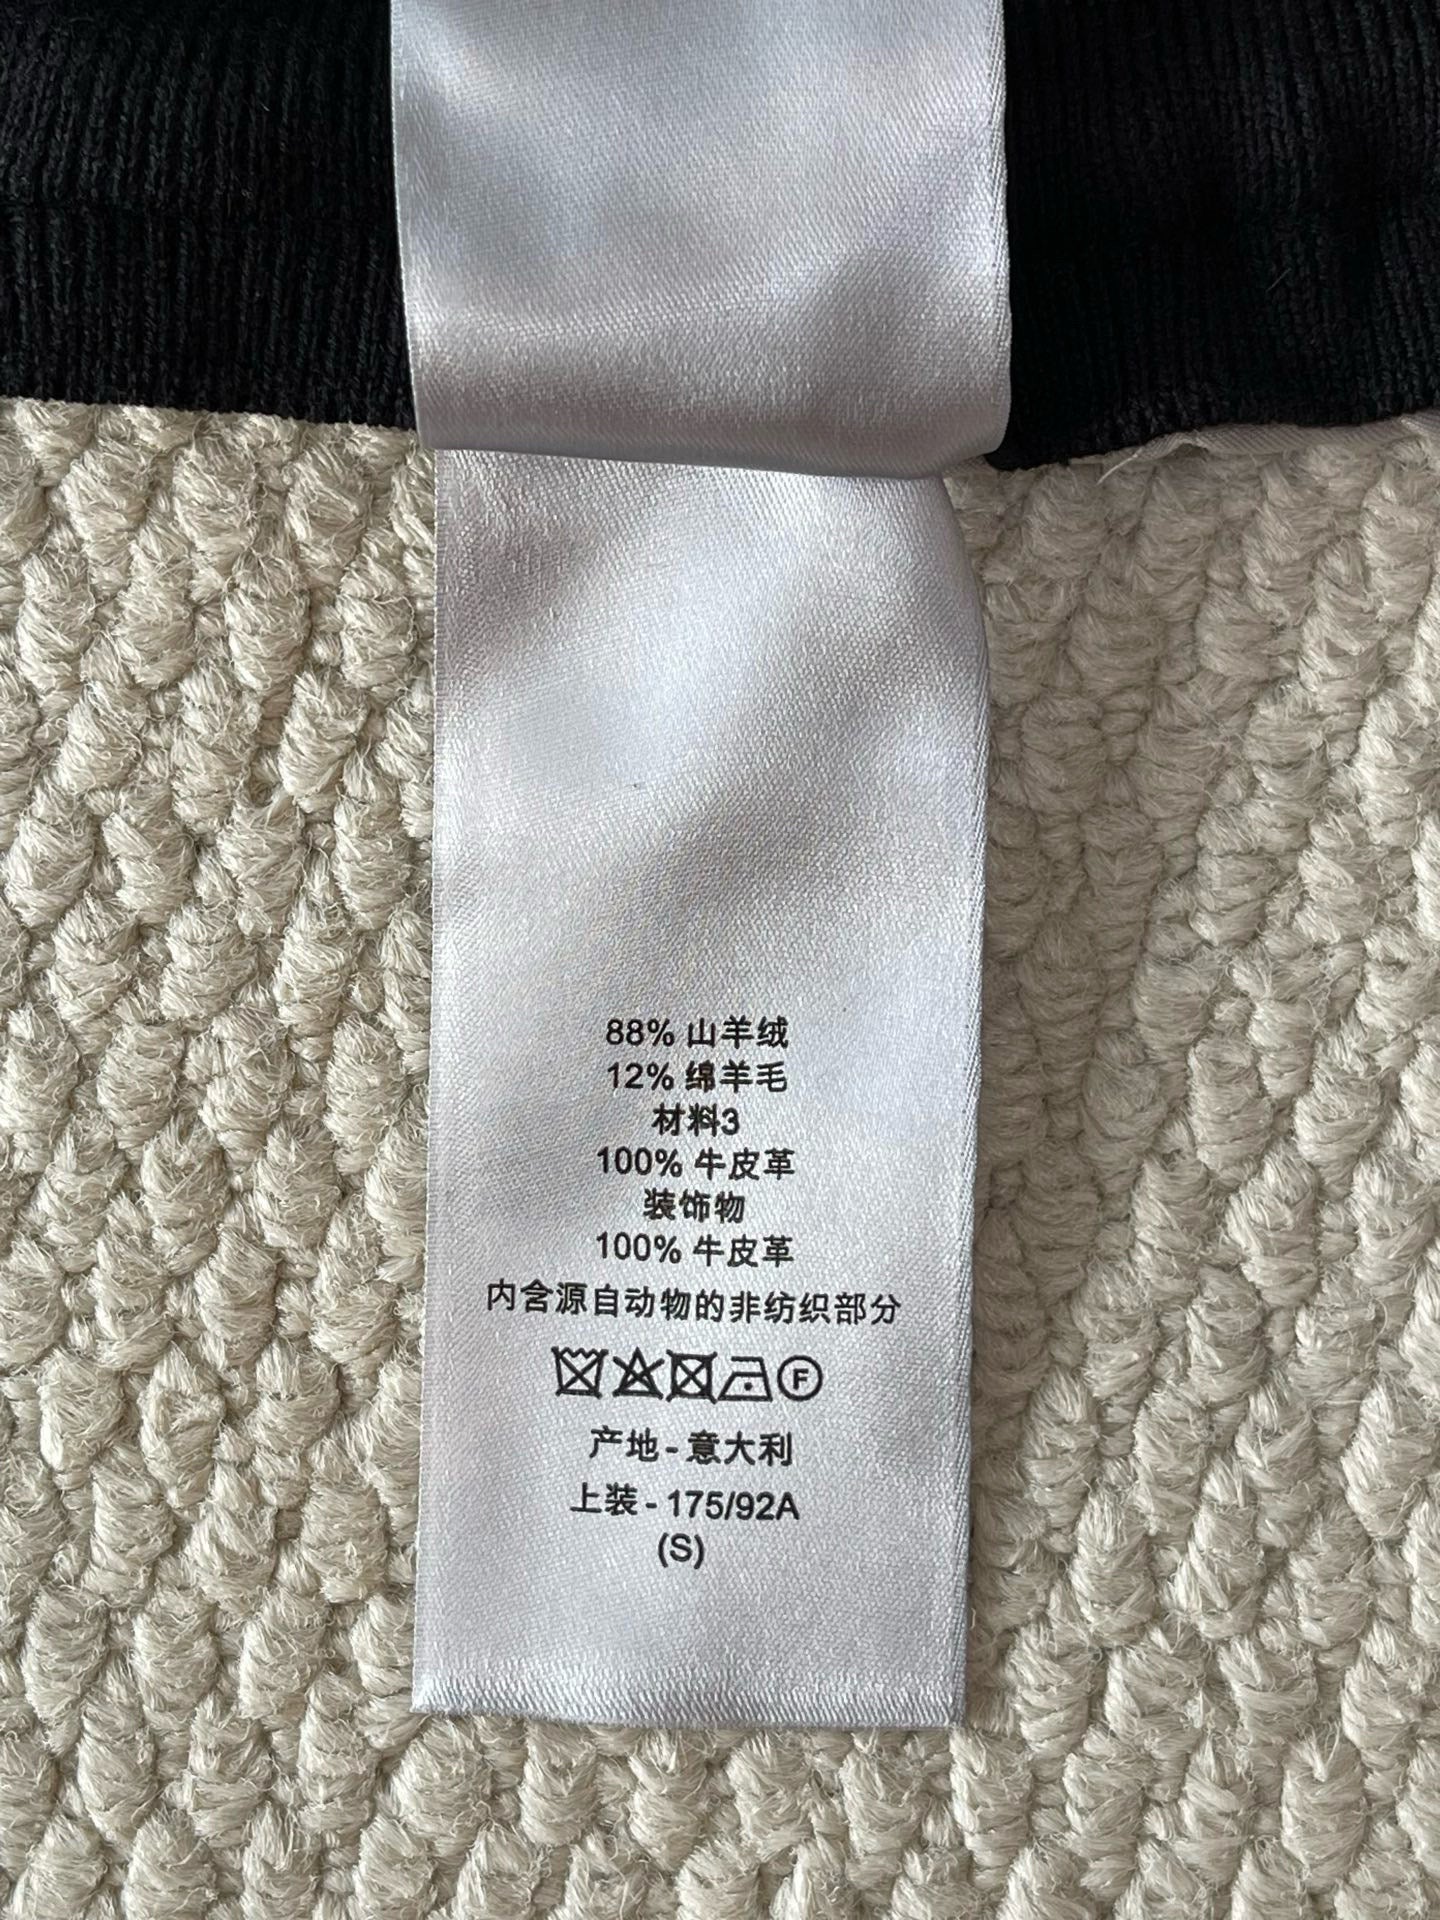 88% 山羊绒
12% 绵羊毛
材料3
100% 牛皮革
装饰物
100% 牛皮革
内含源自动物的非纺织部分
F
产地 - 意大利
上装 - 175/92A
(S)